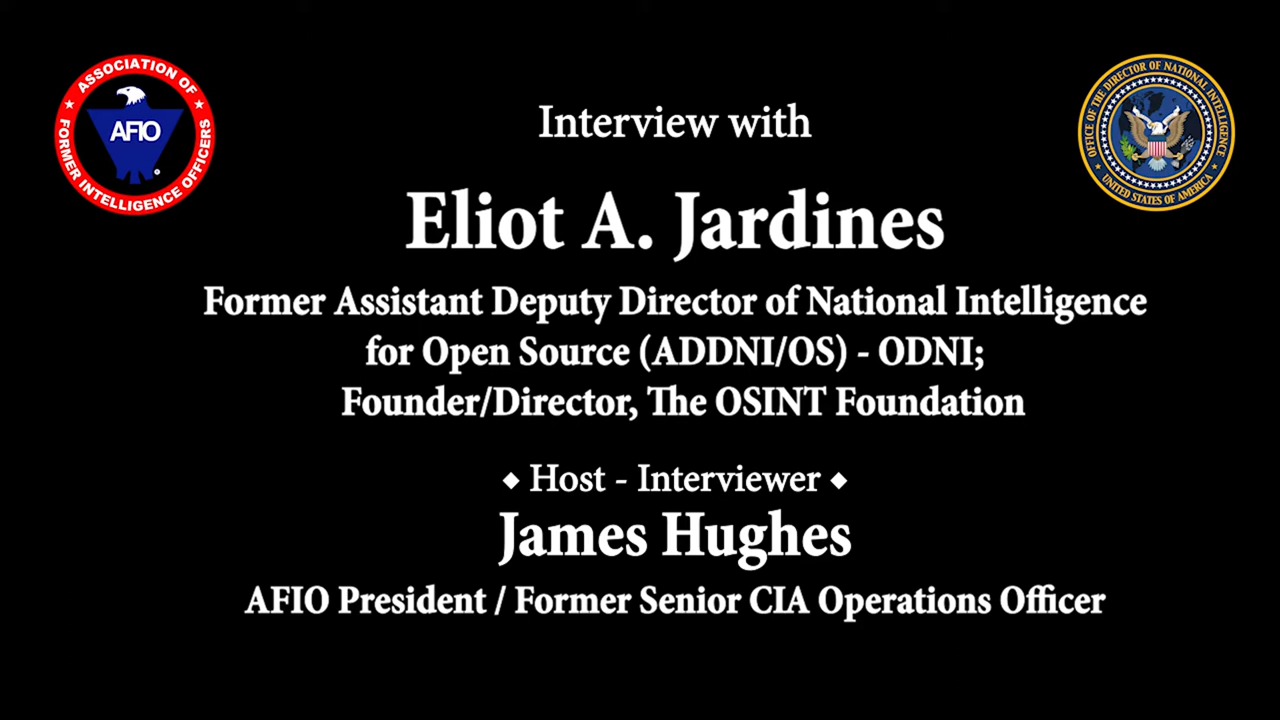 ASSOCIATION OF
FORMER INTELLIGENCE OFFICERS
AFIO
OFFICE OF THE DIRECTOR OF NATIONAL INTELLIGENCE
UNITED STATES OF AMERICA
Interview with
Eliot A. Jardines
Former Assistant Deputy Director of National Intelligence
for Open Source (ADDNI/OS) - ODNI;
Founder/Director, The OSINT Foundation
◆ Host - Interviewer ◆
James Hughes
AFIO President / Former Senior CIA Operations Officer